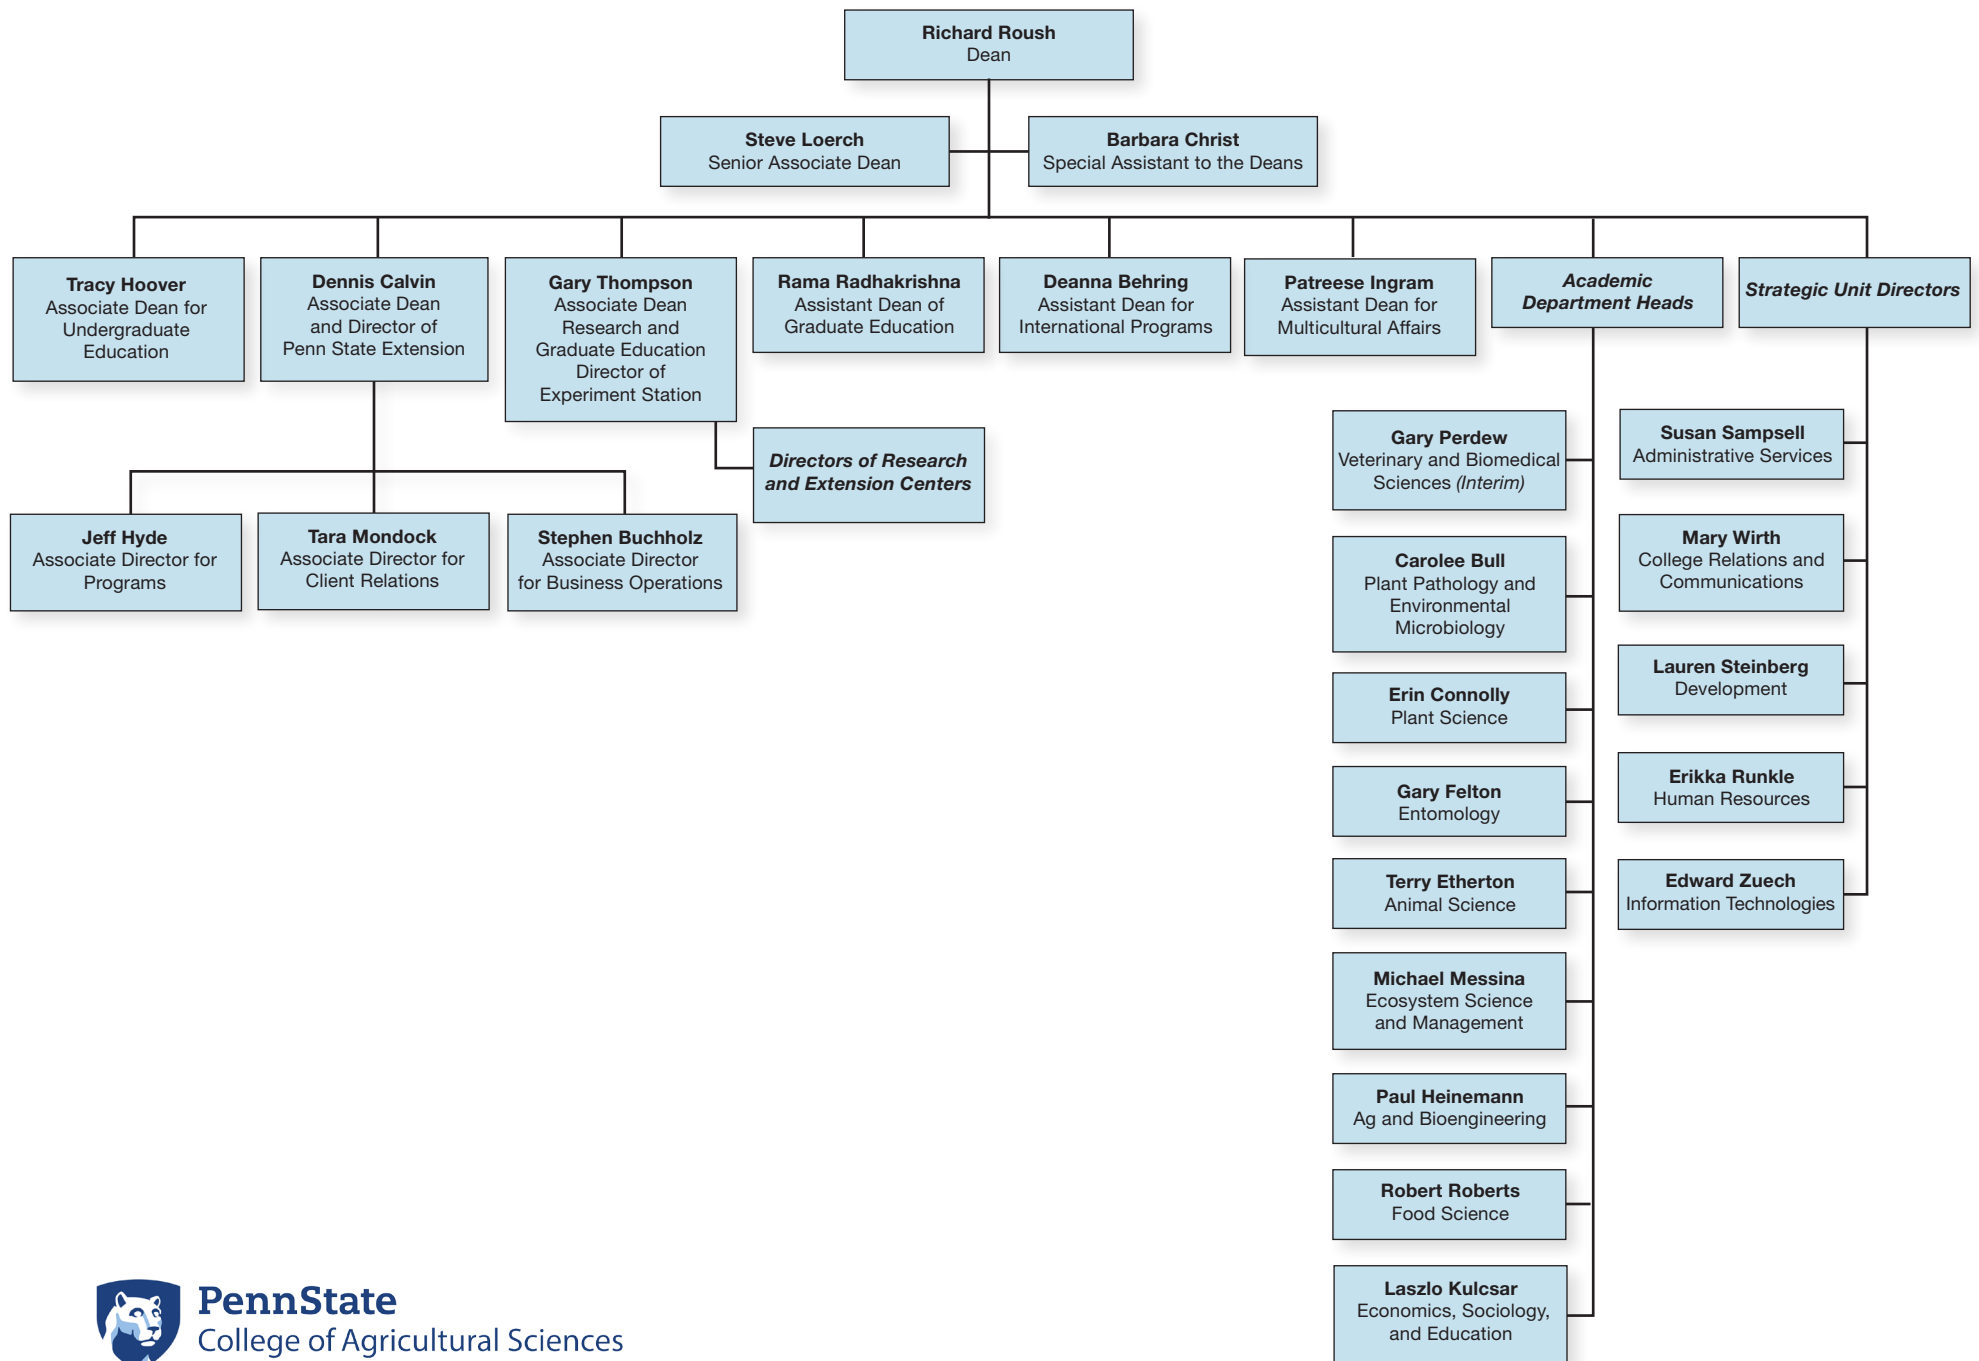 Richard Roush
Dean
Steve Loerch
Senior Associate Dean
Barbara Christ
Special Assistant to the Deans
Tracy Hoover
Associate Dean for
Undergraduate
Education
Dennis Calvin
Associate Dean
and Director of
Penn State Extension
Gary Thompson
Associate Dean
Research and
Graduate Education
Director of
Experiment Station
Rama Radhakrishna
Assistant Dean of
Graduate Education
Deanna Behring
Assistant Dean for
International Programs
Patreese Ingram
Assistant Dean for
Multicultural Affairs
Academic
Department Heads
Strategic Unit Directors
Directors of Research
and Extension Centers
Jeff Hyde
Associate Director for
Programs
Tara Mondock
Associate Director for
Client Relations
Stephen Buchholz
Associate Director
for Business Operations
Gary Perdew
Veterinary and Biomedical
Sciences (Interim)
Carolee Bull
Plant Pathology and
Environmental
Microbiology
Erin Connolly
Plant Science
Gary Felton
Entomology
Terry Etherton
Animal Science
Michael Messina
Ecosystem Science
and Management
Paul Heinemann
Ag and Bioengineering
Robert Roberts
Food Science
Laszlo Kulcsar
Economics, Sociology,
and Education
Susan Sampsell
Administrative Services
Mary Wirth
College Relations and
Communications
Lauren Steinberg
Development
Erikka Runkle
Human Resources
Edward Zuech
Information Technologies
PennState
College of Agricultural Sciences